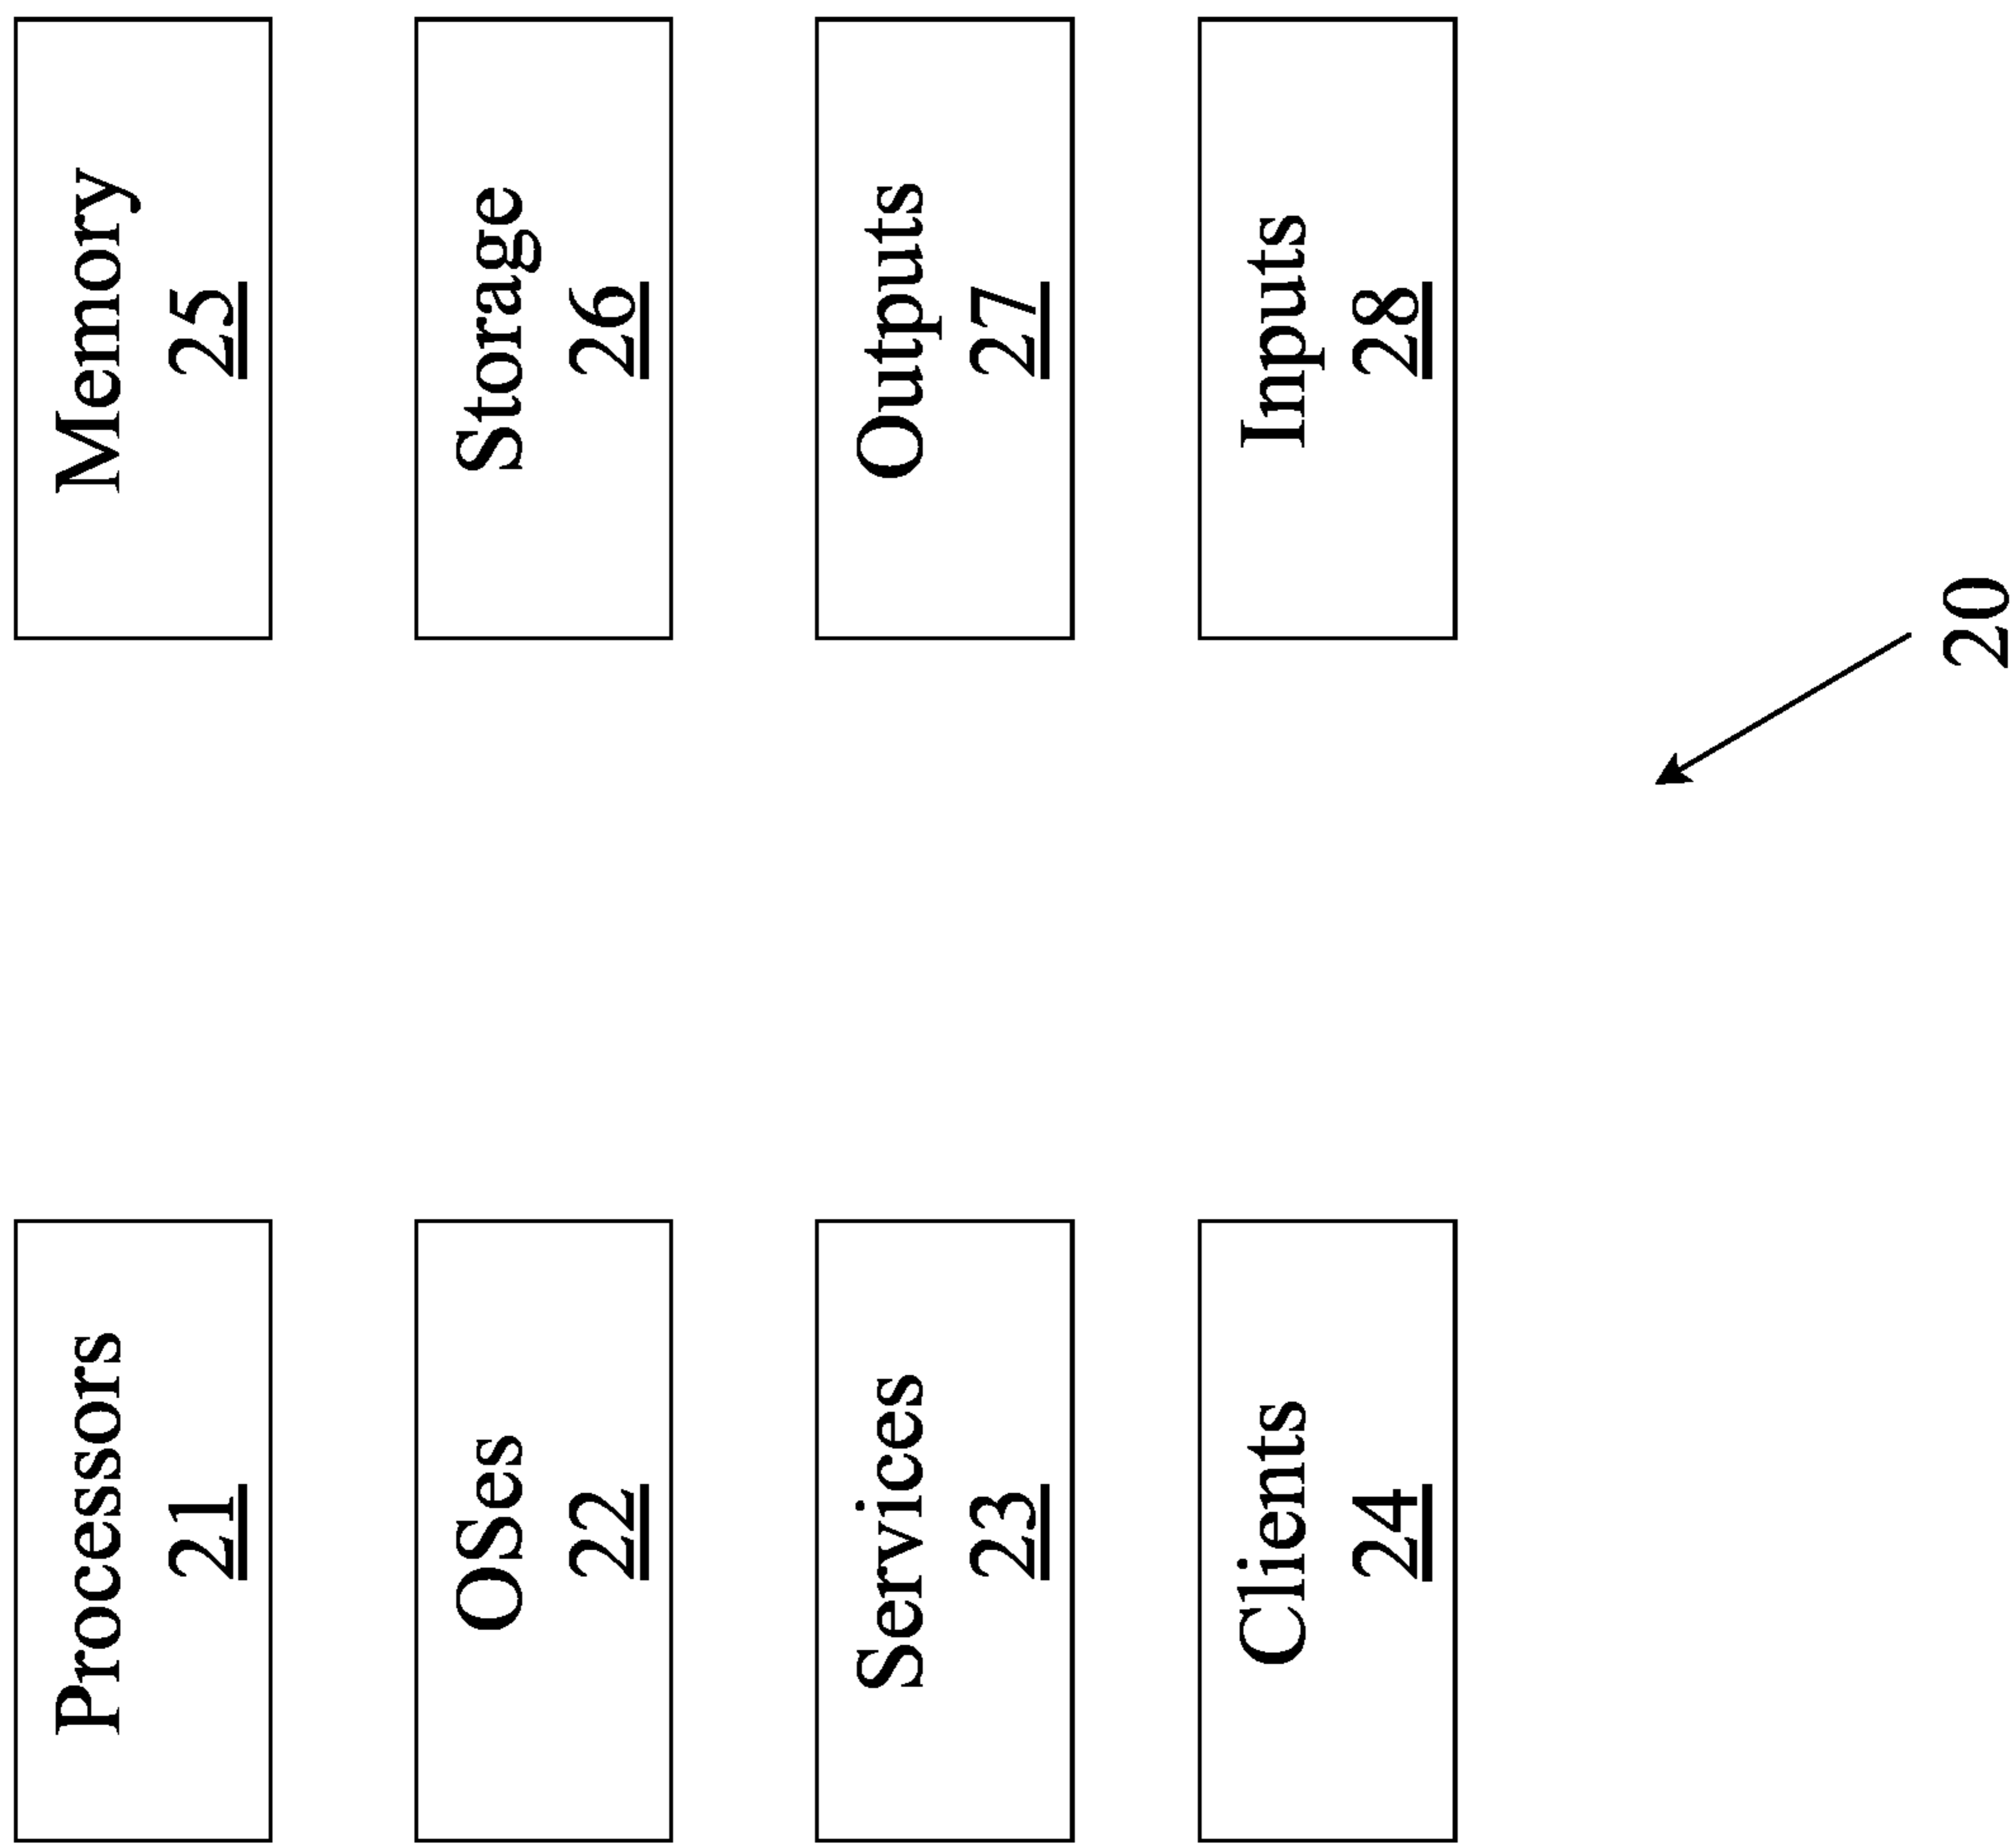 Processors
21
Memory
25
OSes
22
Storage
26
Services
23
Outputs
27
Clients
24
Inputs
28
20